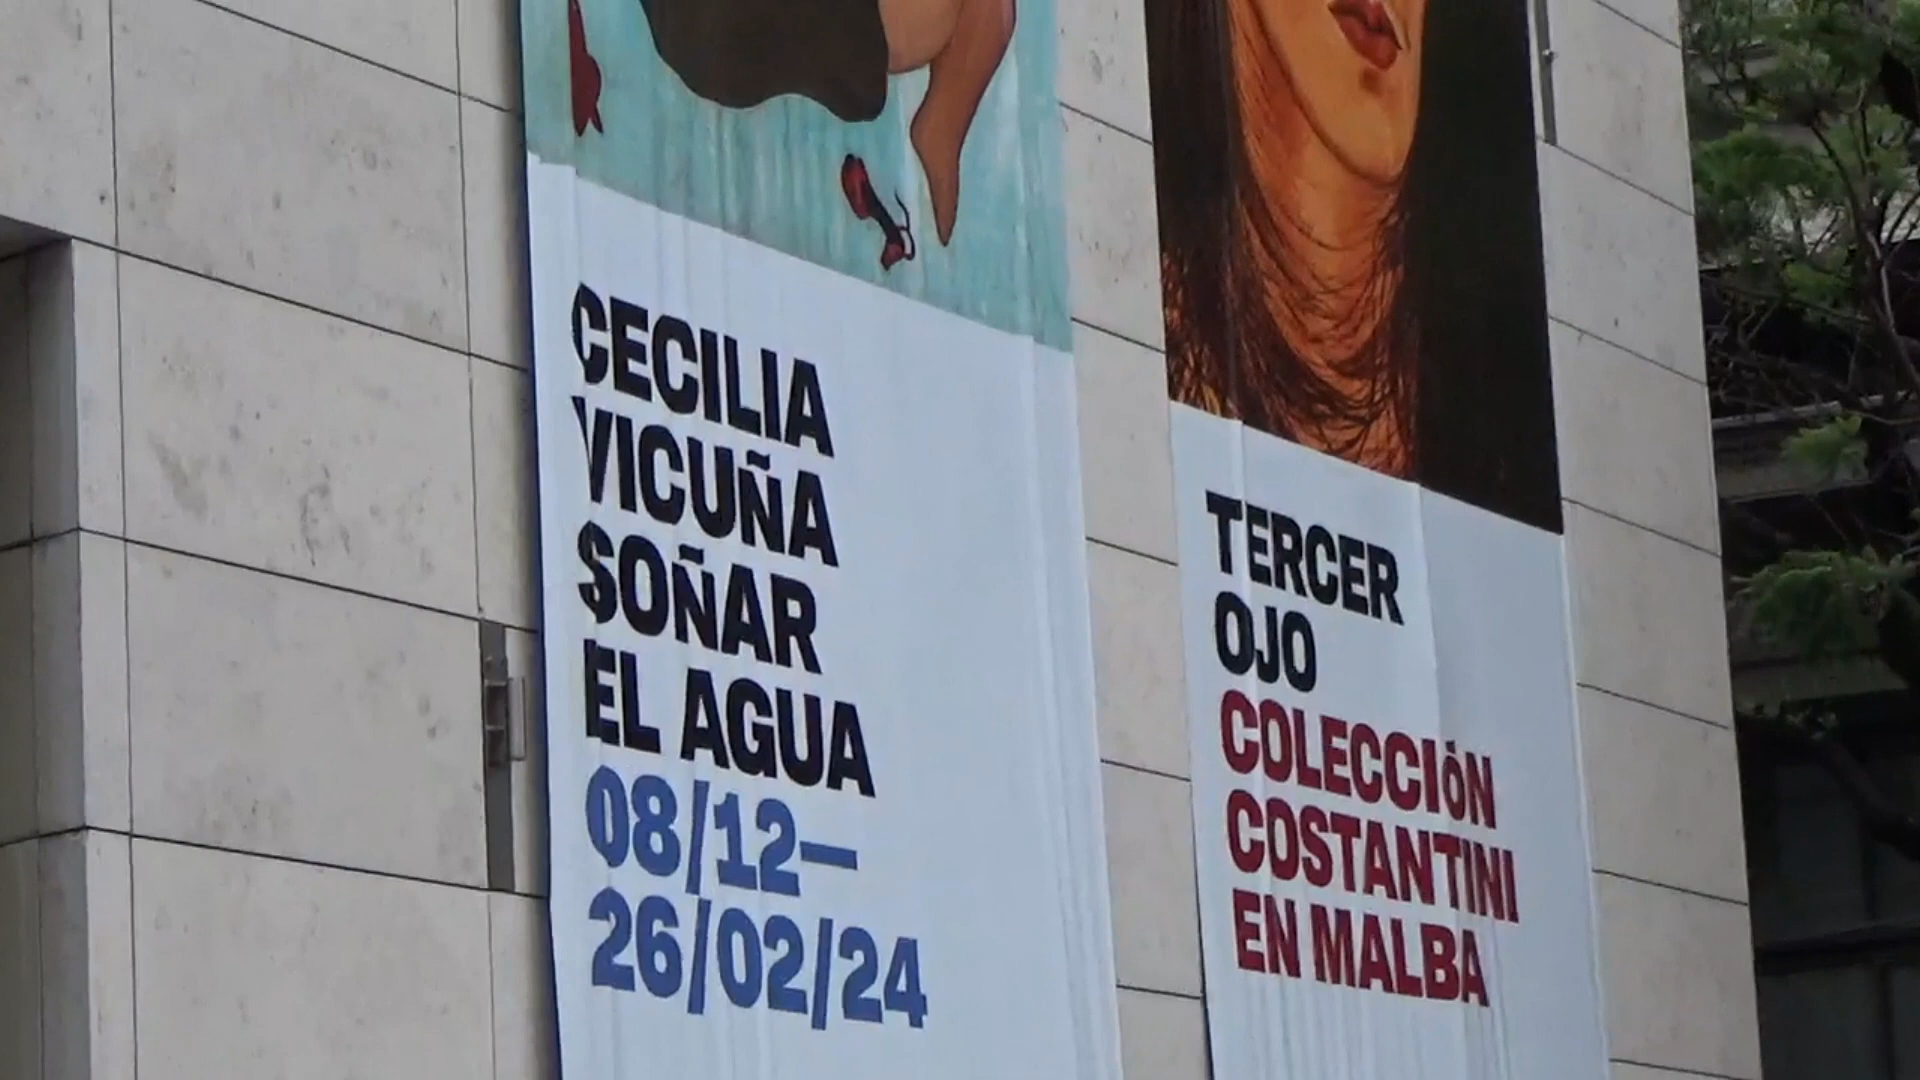 CECILIA
VICUÑA
SOÑAR
EL AGUA
08/12—
26/02/24
TERCER
OJO
COLECCIÓN
COSTANTINI
EN MALBA